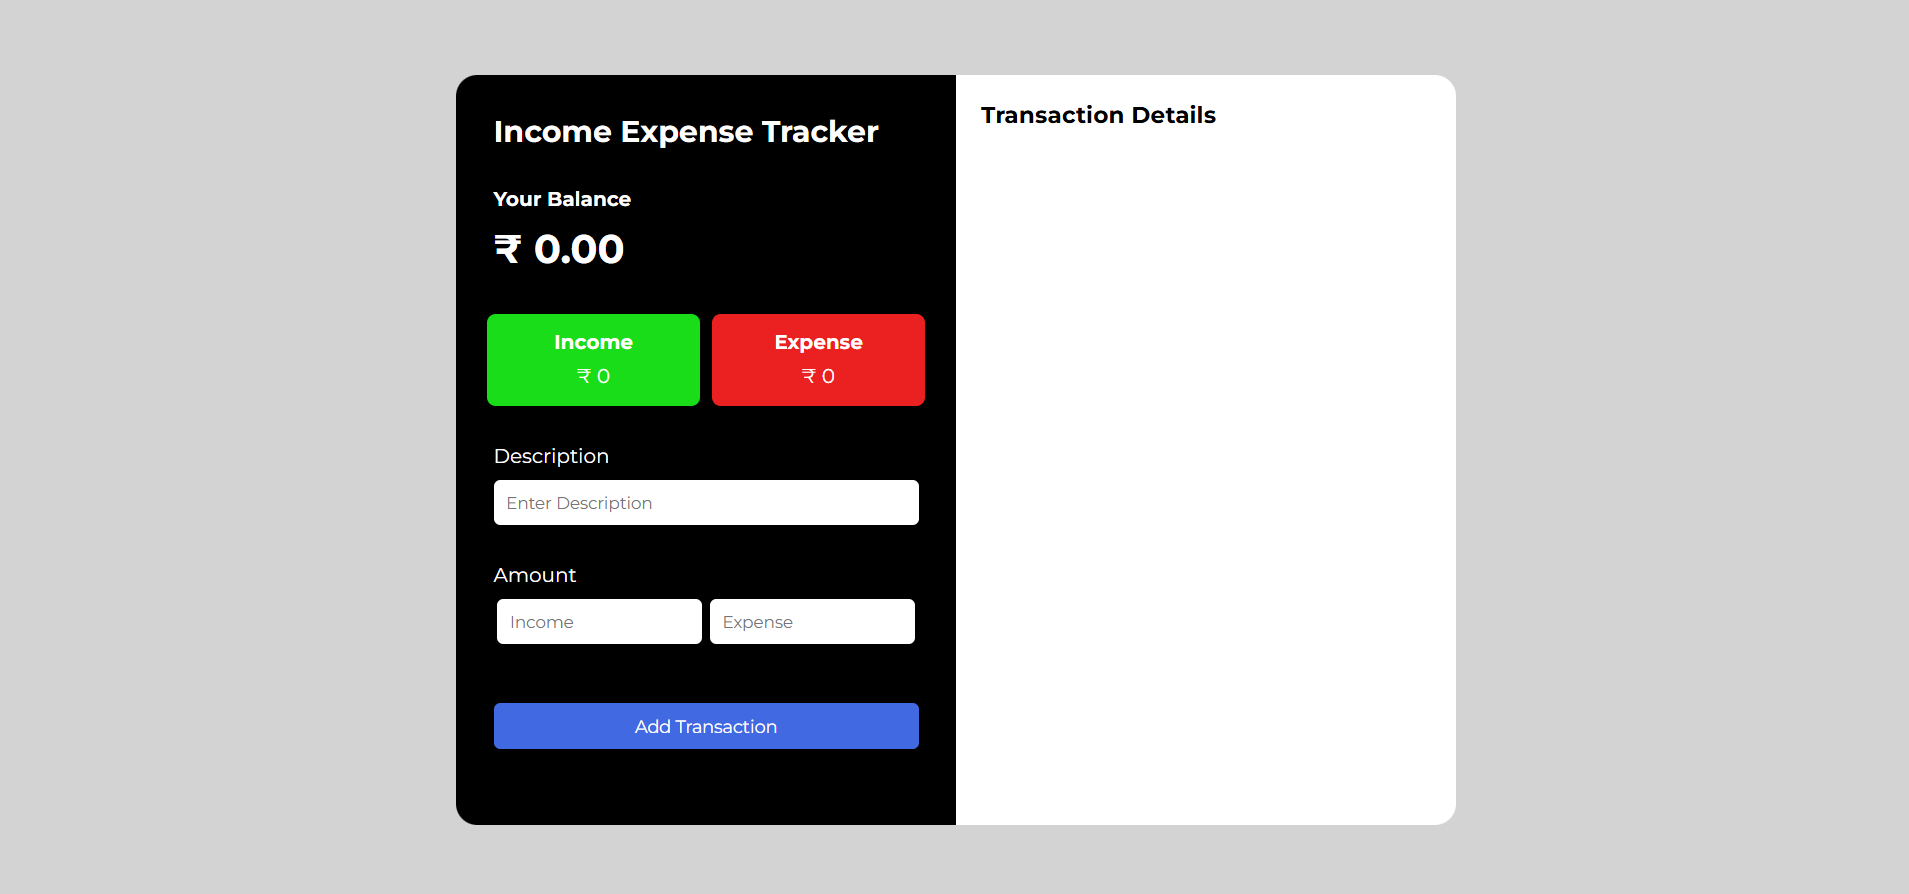 Income Expense Tracker
Your Balance
₹ 0.00
Income Expense
₹ 0 ₹ 0
Description
Enter Description
Amount
Income Expense
Add Transaction
Transaction Details